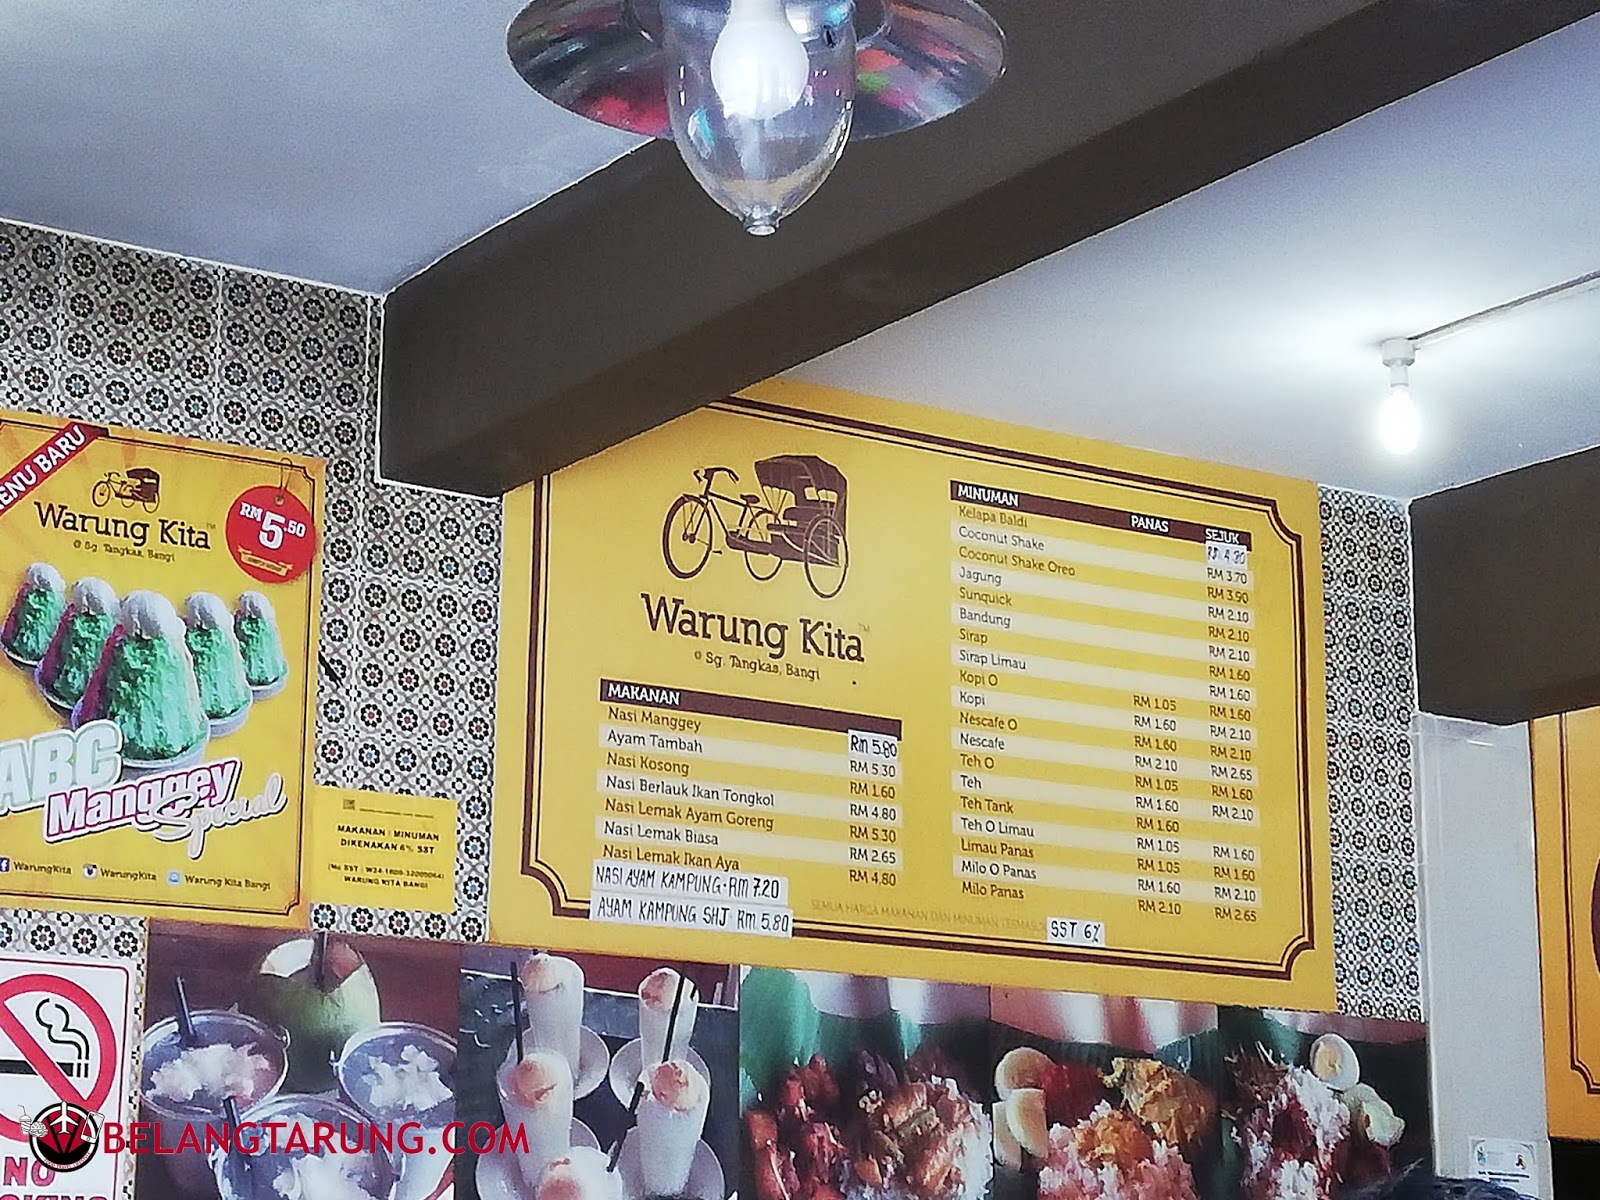 MENU BARU
Warung Kita™
@ Sg. Tangkas, Bangi
RM 5.50
ABC
Manggey
Special
WarungKita WarungKita Warung Kita Bangi
MAKANAN / MINUMAN
DIKENAKAN 6% SST
WARUNG KITA BANGI
Warung Kita™
@ Sg. Tangkas, Bangi
MAKANAN
Nasi Manggey Rm 5.80
Ayam Tambah RM 5.30
Nasi Kosong RM 1.60
Nasi Berlauk Ikan Tongkol RM 4.80
Nasi Lemak Ayam Goreng RM 5.30
Nasi Lemak Biasa RM 2.65
Nasi Lemak Ikan Aya RM 4.80
NASI AYAM KAMPUNG - RM 7.20
AYAM KAMPUNG SHJ Rm 5.80
MINUMAN PANAS SEJUK
Kelapa Baldi RM 4.80
Coconut Shake RM 3.70
Coconut Shake Oreo RM 3.90
Jagung RM 2.10
Sunquick RM 2.10
Bandung RM 2.10
Sirap RM 1.60
Sirap Limau RM 1.60
Kopi O RM 1.05 RM 1.60
Kopi RM 1.60 RM 2.10
Nescafe O RM 1.60 RM 2.10
Nescafe RM 2.10 RM 2.65
Teh O RM 1.05 RM 1.60
Teh RM 1.60 RM 2.10
Teh Tarik RM 1.60
Teh O Limau RM 1.05 RM 1.60
Limau Panas RM 1.05 RM 1.60
Milo O Panas RM 1.60 RM 2.10
Milo Panas RM 2.10 RM 2.65
SEMUA HARGA MAKANAN DAN MINUMAN TERMASUK SST 6%
NO
BELANGTARUNG.COM